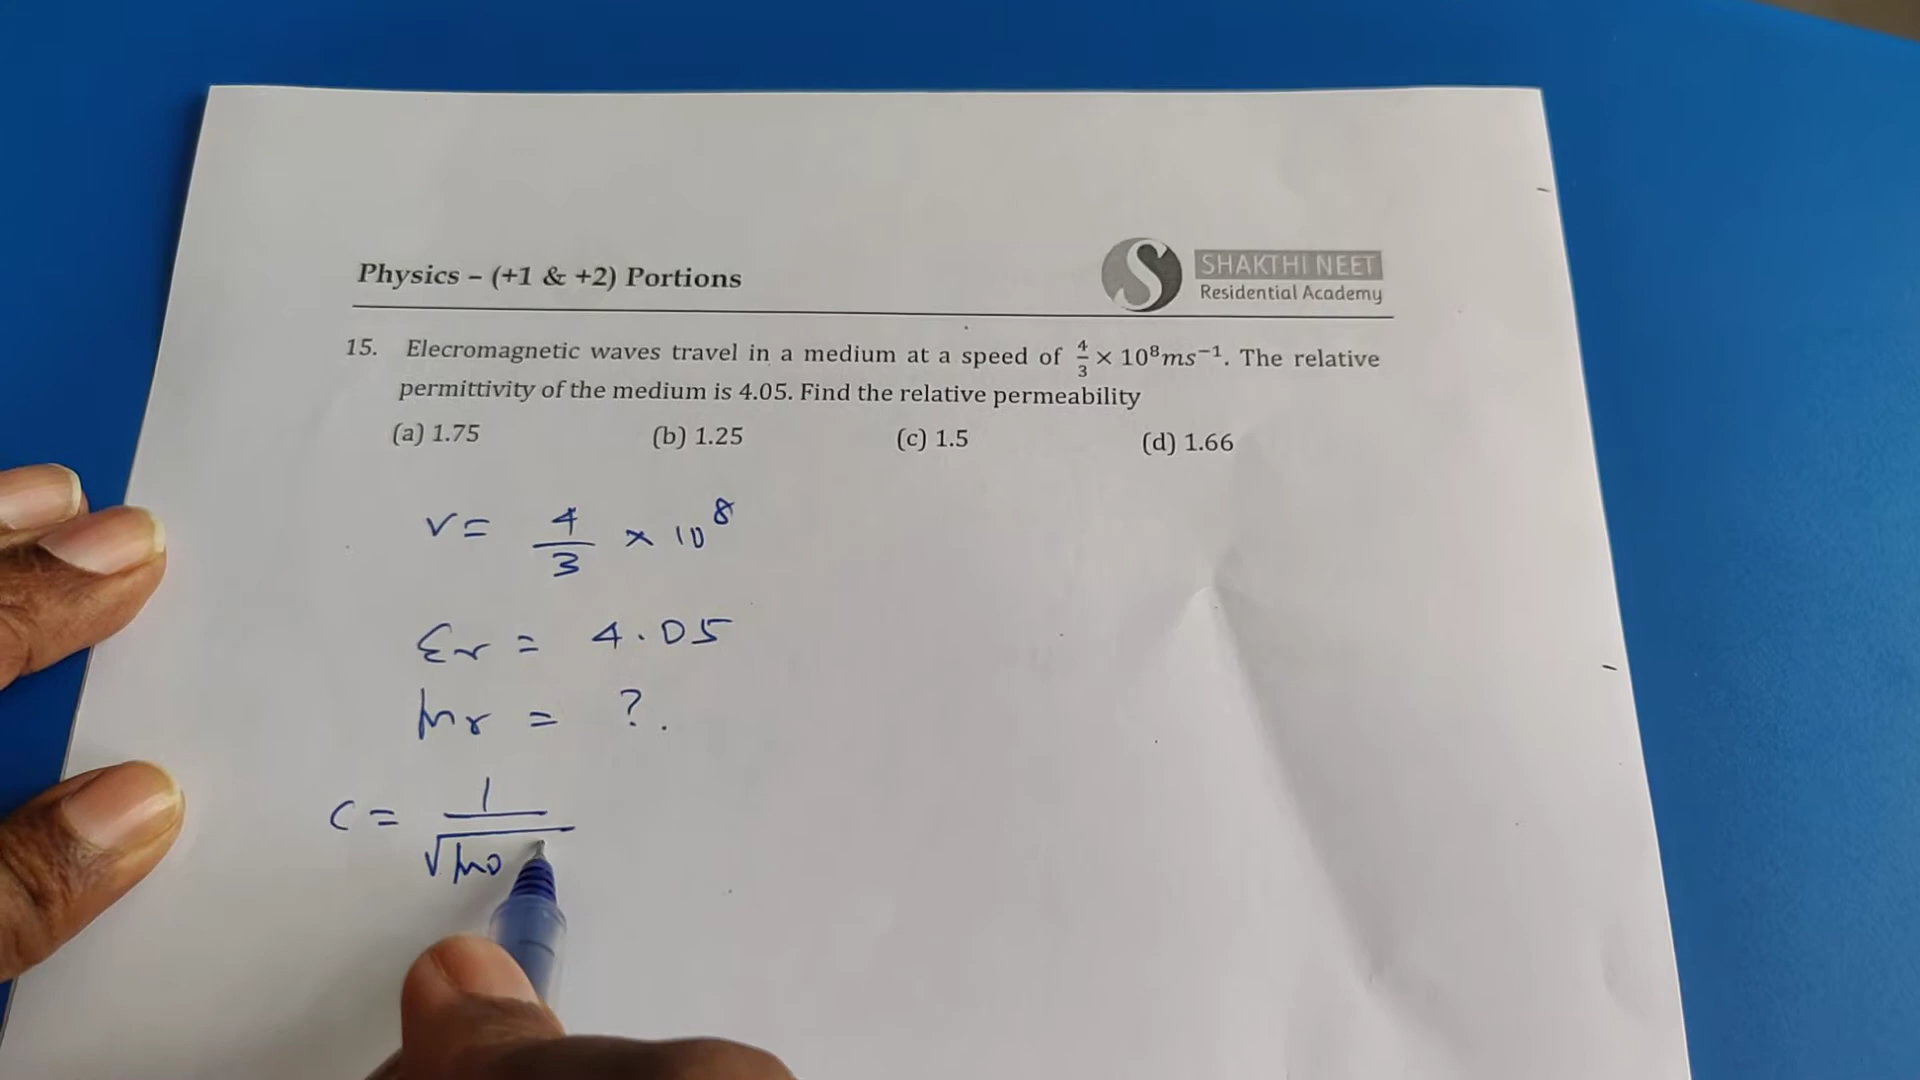 Physics – (+1 & +2) Portions
S
SHAKTHI NEET
Residential Academy
15. Elecromagnetic waves travel in a medium at a speed of 4/3 × 10⁸ms⁻¹. The relative
permittivity of the medium is 4.05. Find the relative permeability
(a) 1.75 (b) 1.25 (c) 1.5 (d) 1.66
v = 4/3 × 10⁸
εr = 4.05
μr = ?.
C = 1/√μ0